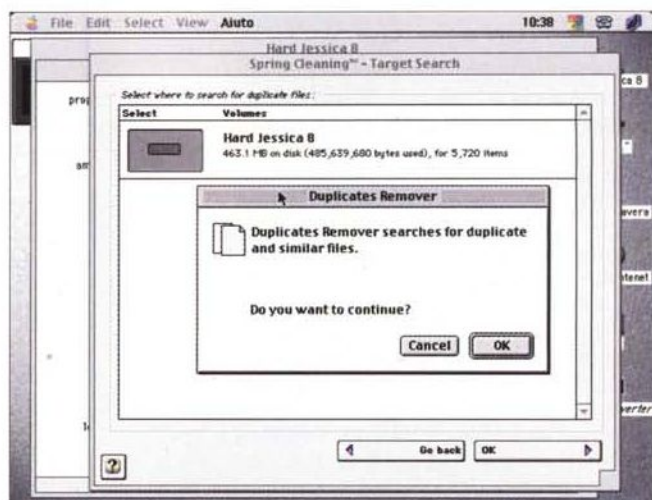 File Edit Select View Aiuto 10:38
Hard Jessica 8
Spring Cleaning™ - Target Search
Select where to search for duplicate files:
Select Volumes
Hard Jessica 8
463.1 MB on disk (485,639,680 bytes used), for 5,720 items
Duplicates Remover
Duplicates Remover searches for duplicate
and similar files.
Do you want to continue?
Cancel OK
Go back OK
?